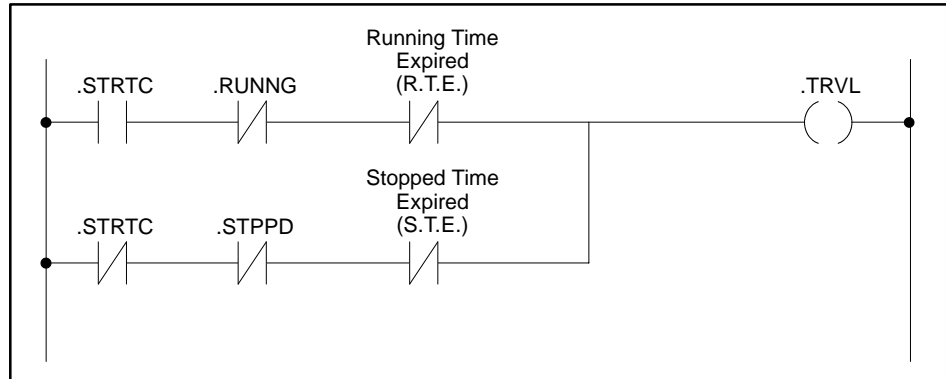 Running Time
Expired
(R.T.E.)
.STRTC .RUNNG .TRVL
Stopped Time
Expired
(S.T.E.)
.STRTC .STPPD